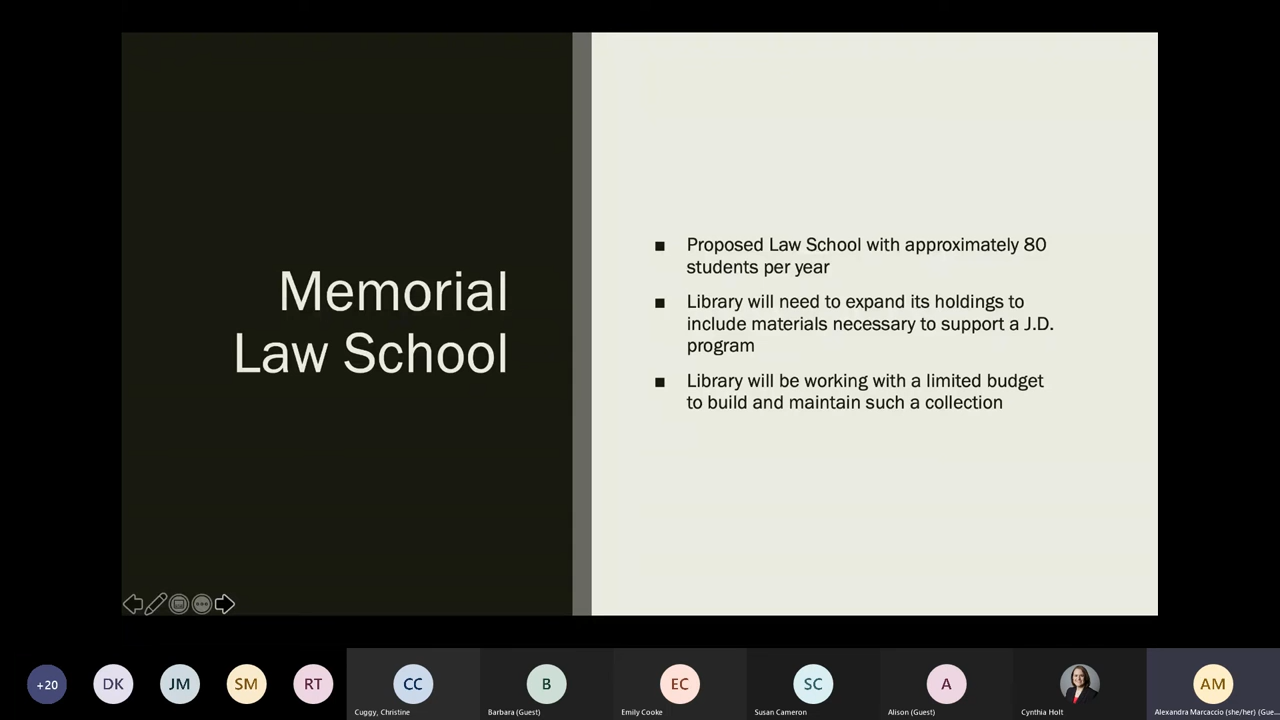 Memorial
Law School
■ Proposed Law School with approximately 80
students per year
■ Library will need to expand its holdings to
include materials necessary to support a J.D.
program
■ Library will be working with a limited budget
to build and maintain such a collection
+20
DK
JM
SM
RT
CC
B
EC
SC
A
AM
Cuggy, Christine
Barbara (Guest)
Emily Cooke
Susan Cameron
Alison (Guest)
Cynthia Holt
Alexandra Marcaccio (she/her) (Gue...